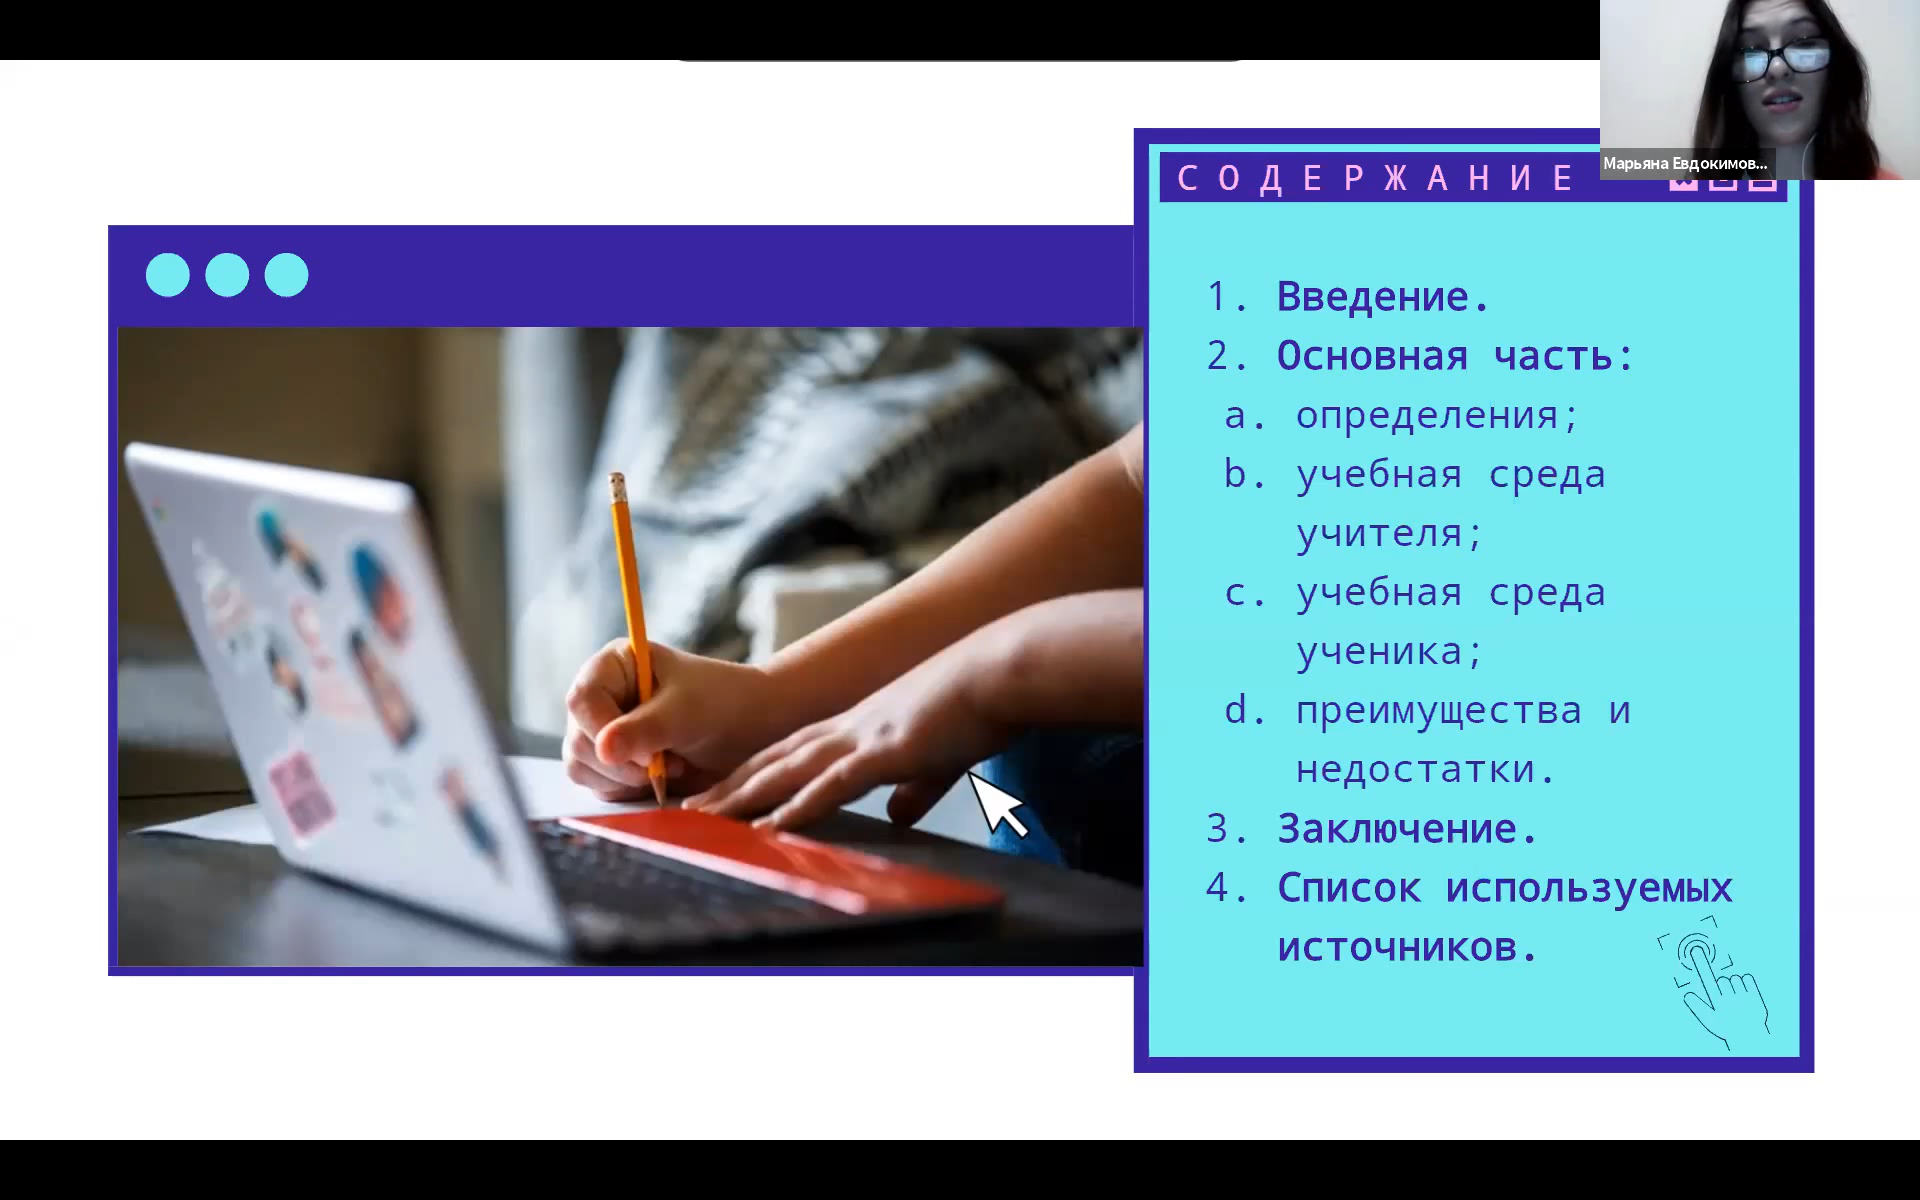 Марьяна Евдокимов...
СОДЕРЖАНИЕ
1. Введение.
2. Основная часть:
a. определения;
b. учебная среда
учителя;
c. учебная среда
ученика;
d. преимущества и
недостатки.
3. Заключение.
4. Список используемых
источников.